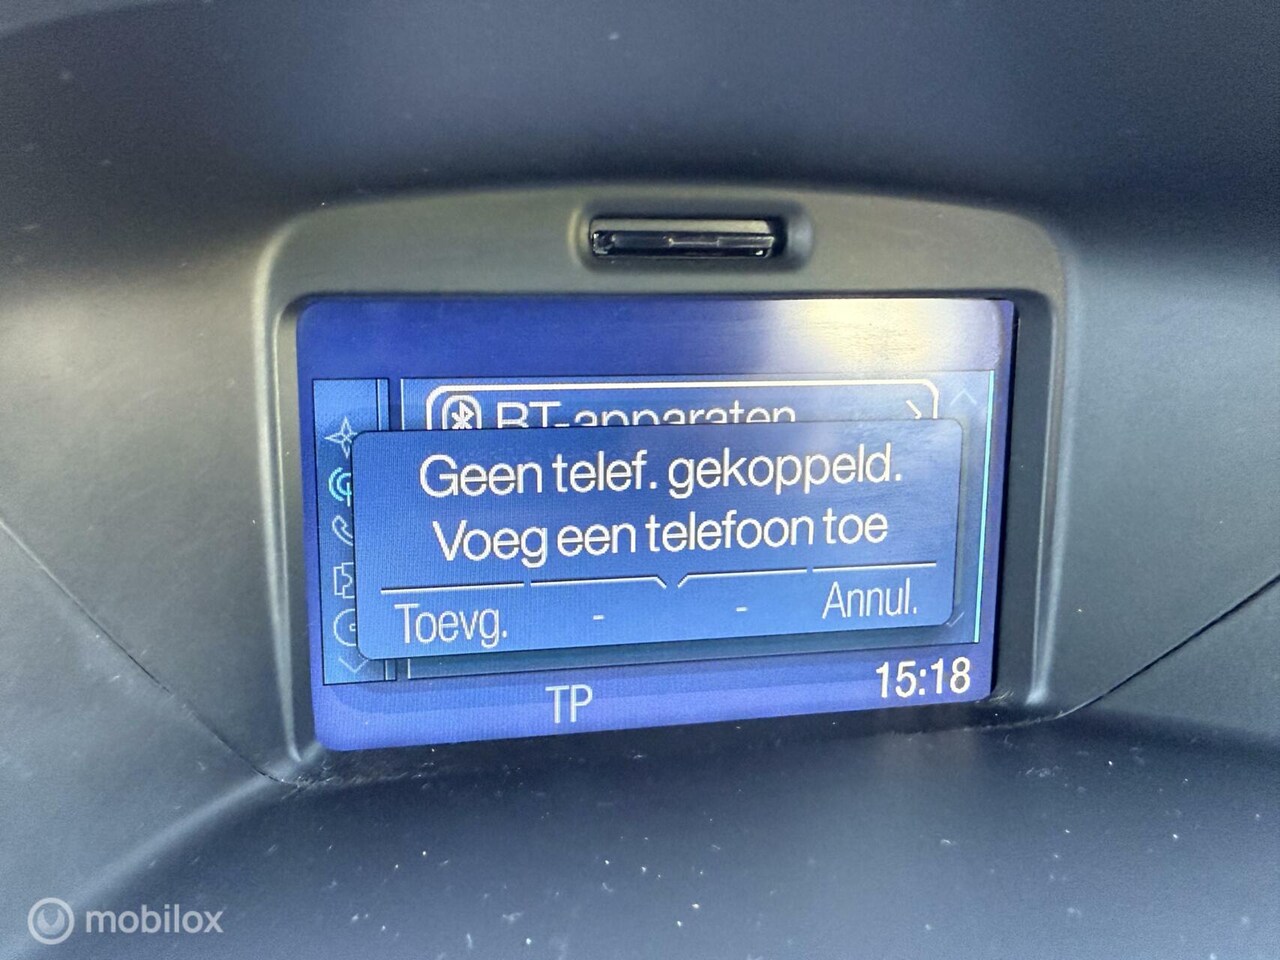 BT-apparaten
Geen telef. gekoppeld.
Voeg een telefoon toe
Toevg. - - Annul.
15:18
TP
mobilox